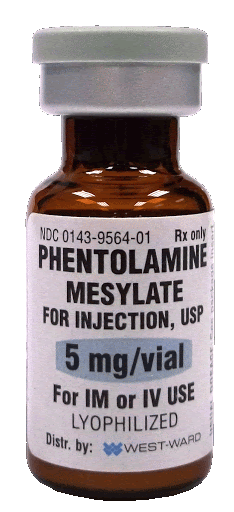 NDC 0143-9564-01 Rx only
PHENTOLAMINE
MESYLATE
FOR INJECTION, USP
5 mg/vial
For IM or IV USE
LYOPHILIZED
Distr. by: WEST-WARD